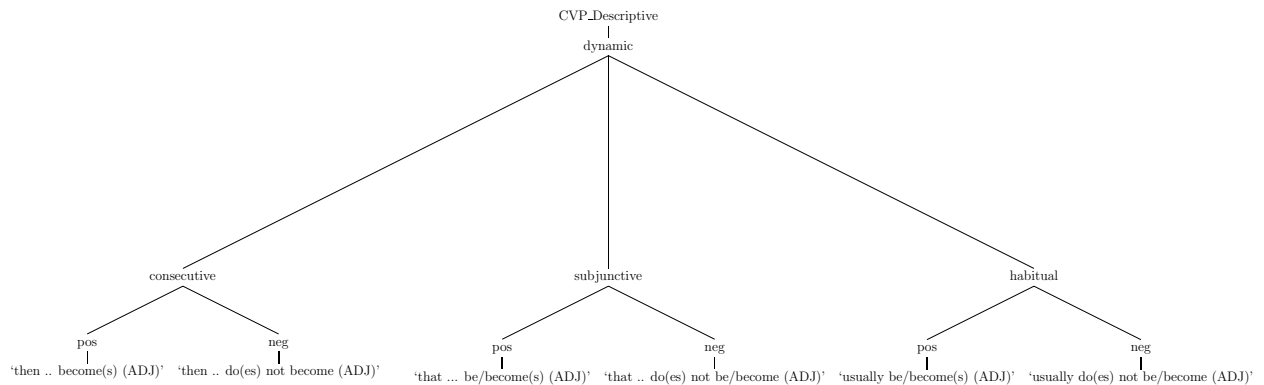 CVP_Descriptive
dynamic
consecutive subjunctive habitual
pos neg pos neg pos neg
‘then .. become(s) (ADJ)’ ‘then .. do(es) not become (ADJ)’ ‘that ... be/become(s) (ADJ)’ ‘that .. do(es) not be/become (ADJ)’ ‘usually be/become(s) (ADJ)’ ‘usually do(es) not be/become (ADJ)’